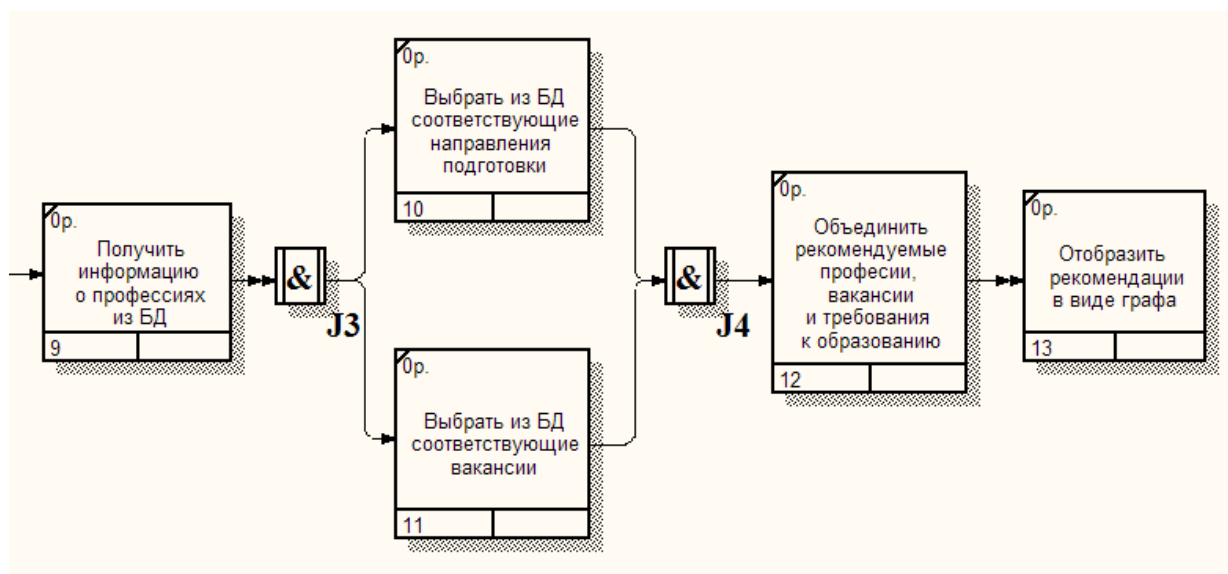 0р.
Получить
информацию
о профессиях
из БД
9
&
J3
0р.
Выбрать из БД
соответствующие
направления
подготовки
10
0р.
Выбрать из БД
соответствующие
вакансии
11
&
J4
0р.
Объединить
рекомендуемые
професии,
вакансии
и требования
к образованию
12
0р.
Отобразить
рекомендации
в виде графа
13